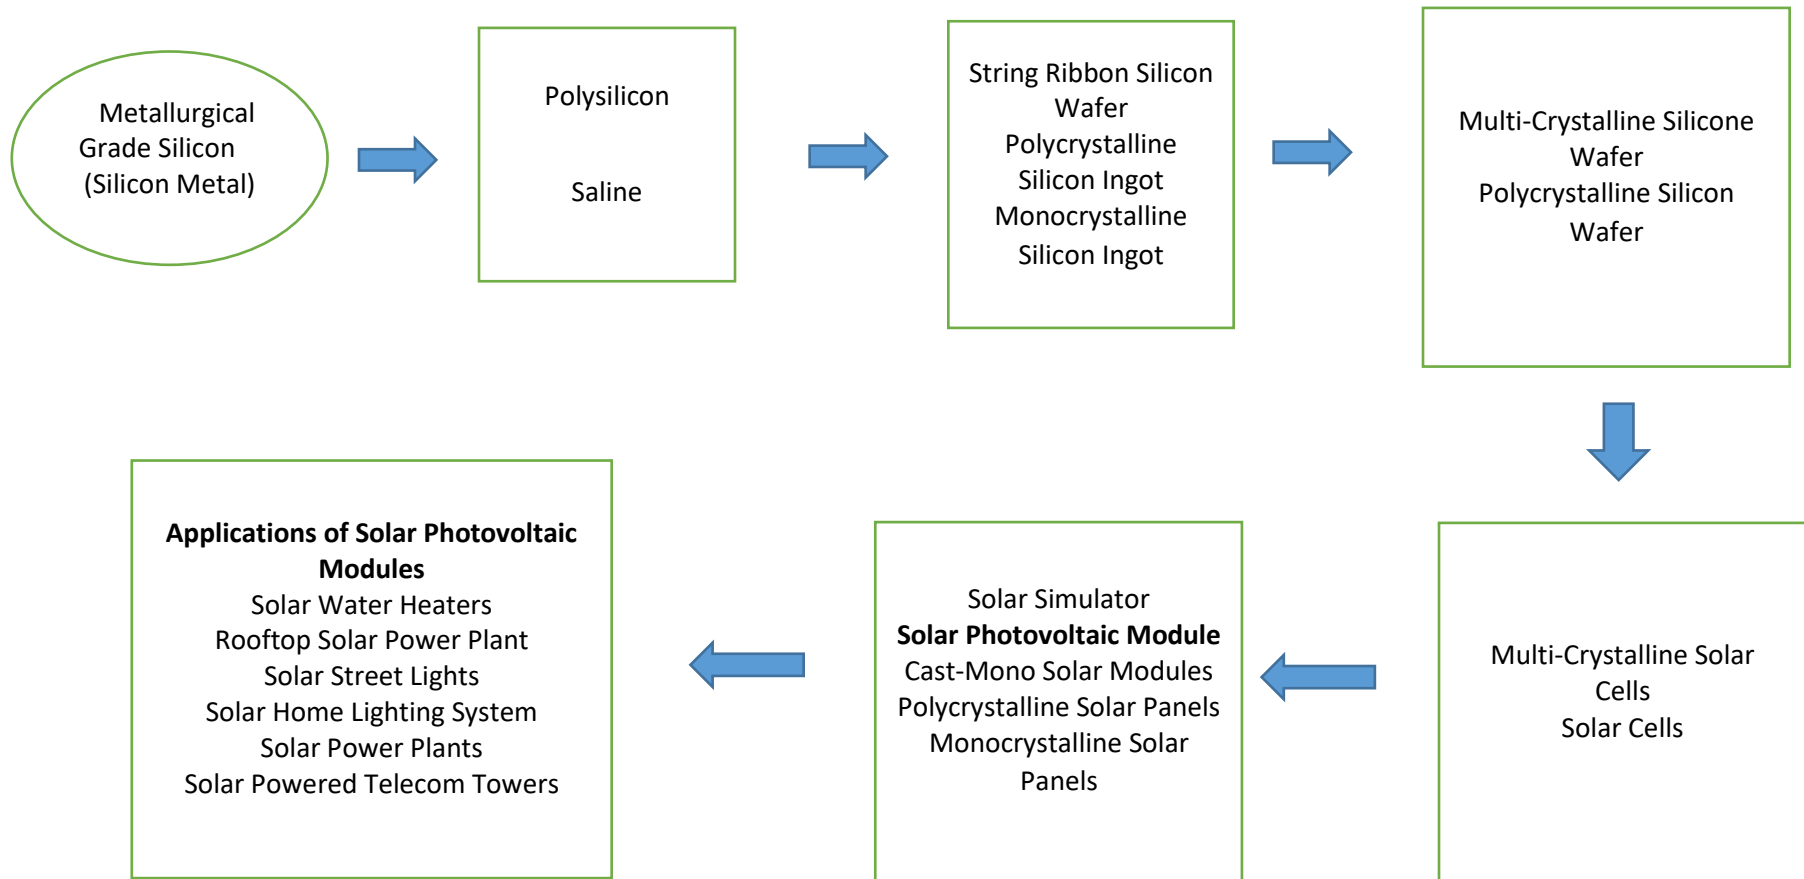 Metallurgical
Grade Silicon
(Silicon Metal)
Polysilicon
Saline
String Ribbon Silicon
Wafer
Polycrystalline
Silicon Ingot
Monocrystalline
Silicon Ingot
Multi-Crystalline Silicone
Wafer
Polycrystalline Silicon
Wafer
Multi-Crystalline Solar
Cells
Solar Cells
Solar Simulator
Solar Photovoltaic Module
Cast-Mono Solar Modules
Polycrystalline Solar Panels
Monocrystalline Solar
Panels
Applications of Solar Photovoltaic
Modules
Solar Water Heaters
Rooftop Solar Power Plant
Solar Street Lights
Solar Home Lighting System
Solar Power Plants
Solar Powered Telecom Towers